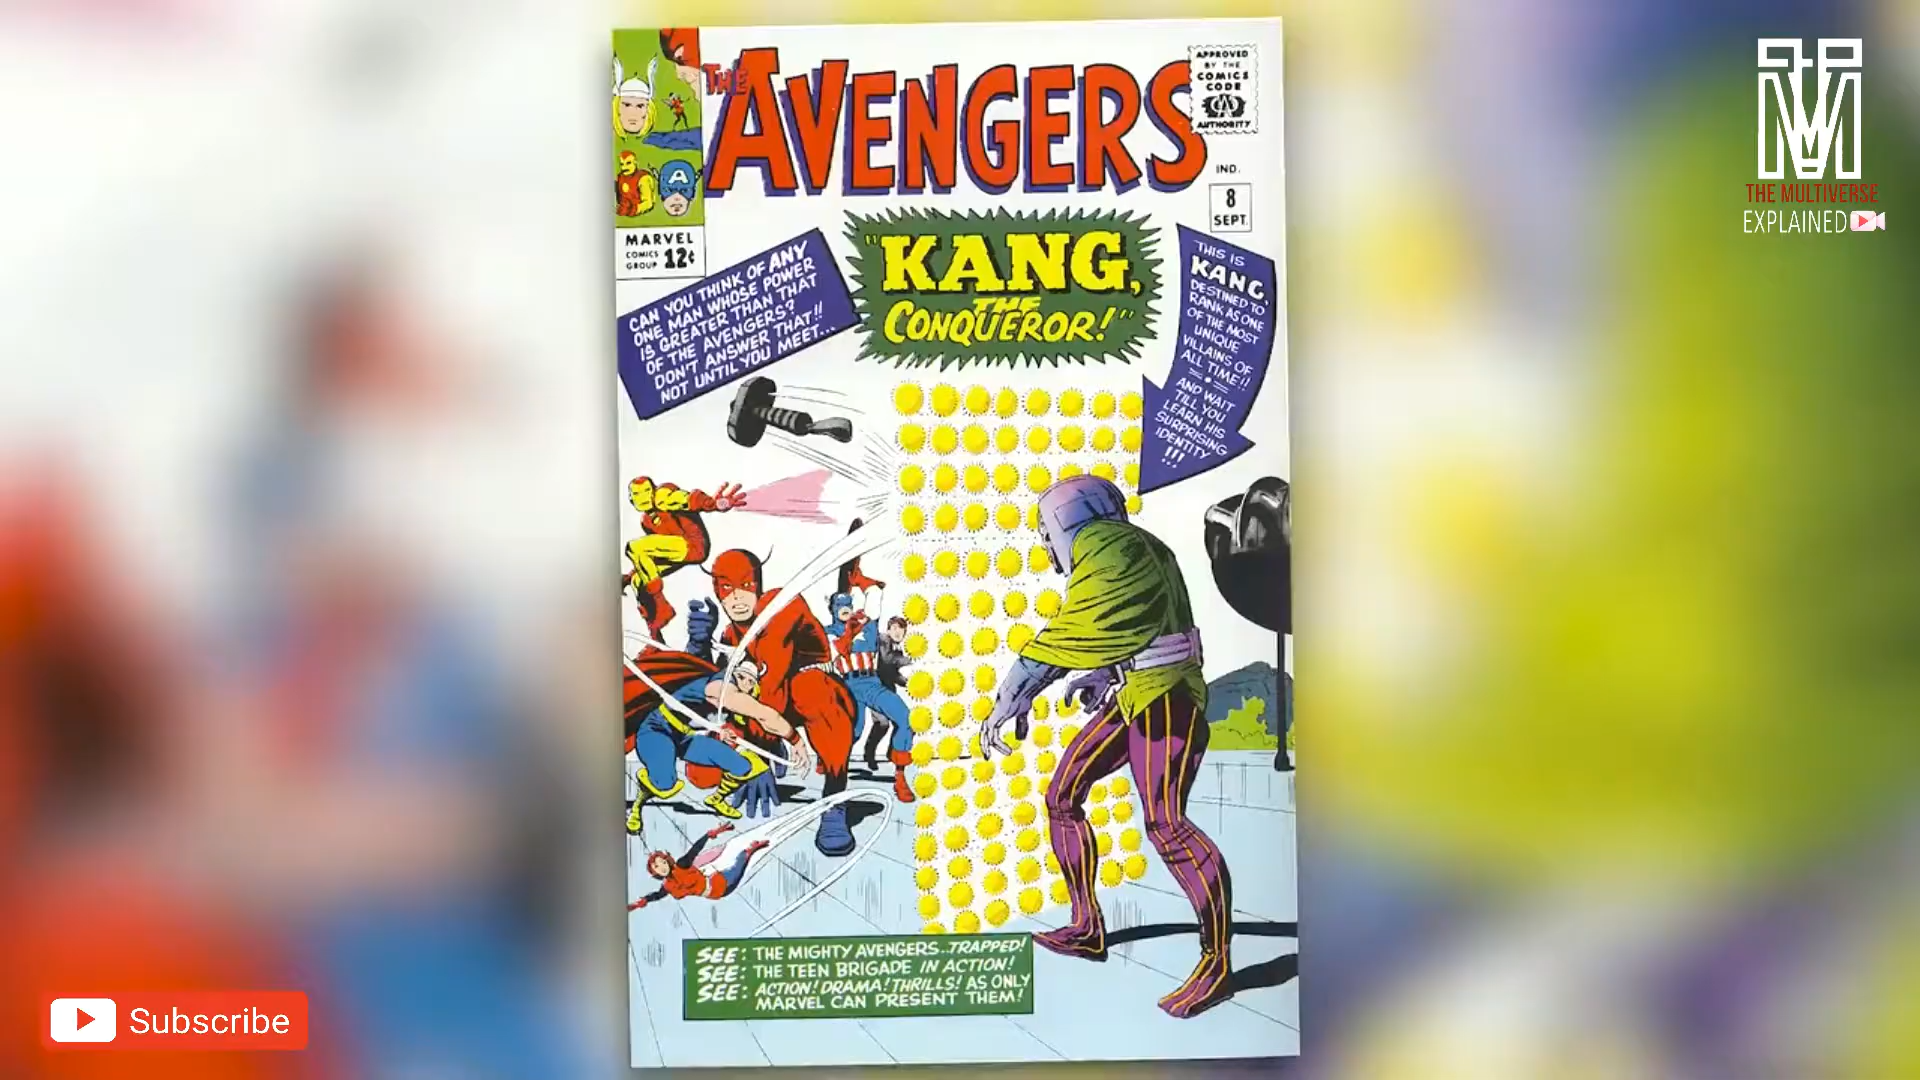 THE
AVENGERS
APPROVED
BY THE
COMICS
CODE
CA
AUTHORITY
IND.
8
SEPT.
A
MARVEL
COMICS
GROUP 12¢
CAN YOU THINK OF ANY
ONE MAN WHOSE POWER
IS GREATER THAN THAT
OF THE AVENGERS?
DON'T ANSWER THAT!!
NOT UNTIL YOU MEET...
"KANG,
THE
CONQUEROR!"
THIS IS
KANG,
DESTINED TO
RANK AS ONE
OF THE MOST
UNIQUE
VILLAINS OF
ALL TIME!!
AND WAIT
TILL YOU
LEARN HIS
SURPRISING
IDENTITY
!!!
SEE: THE MIGHTY AVENGERS..TRAPPED!
SEE: THE TEEN BRIGADE IN ACTION!
SEE: ACTION! DRAMA! THRILLS! AS ONLY
MARVEL CAN PRESENT THEM!
TM
THE MULTIVERSE
EXPLAINED
Subscribe